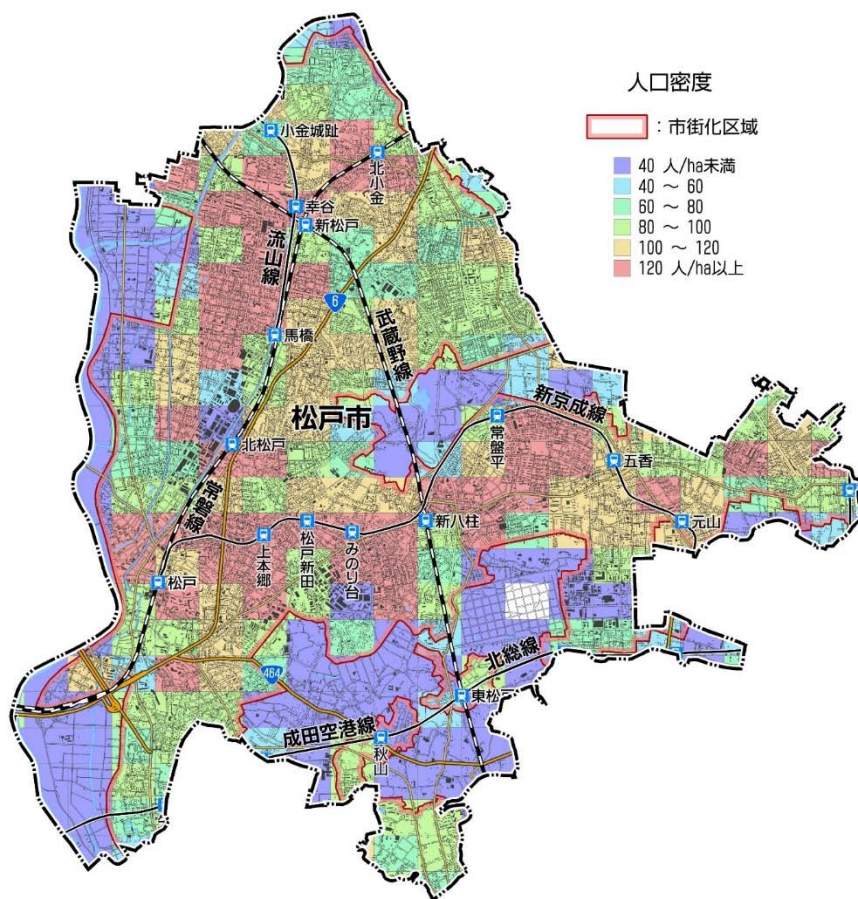 人口密度
：市街化区域
40 人/ha未満
40 ～ 60
60 ～ 80
80 ～ 100
100 ～ 120
120 人/ha以上
小金城趾
北小金
幸谷
新松戸
流山線
6
武蔵野線
馬橋
新京成線
松戸市
常盤平
北松戸
五香
常磐線
新八柱
元山
上本郷
松戸新田
みのり台
松戸
北総線
464
東松
成田空港線
秋山